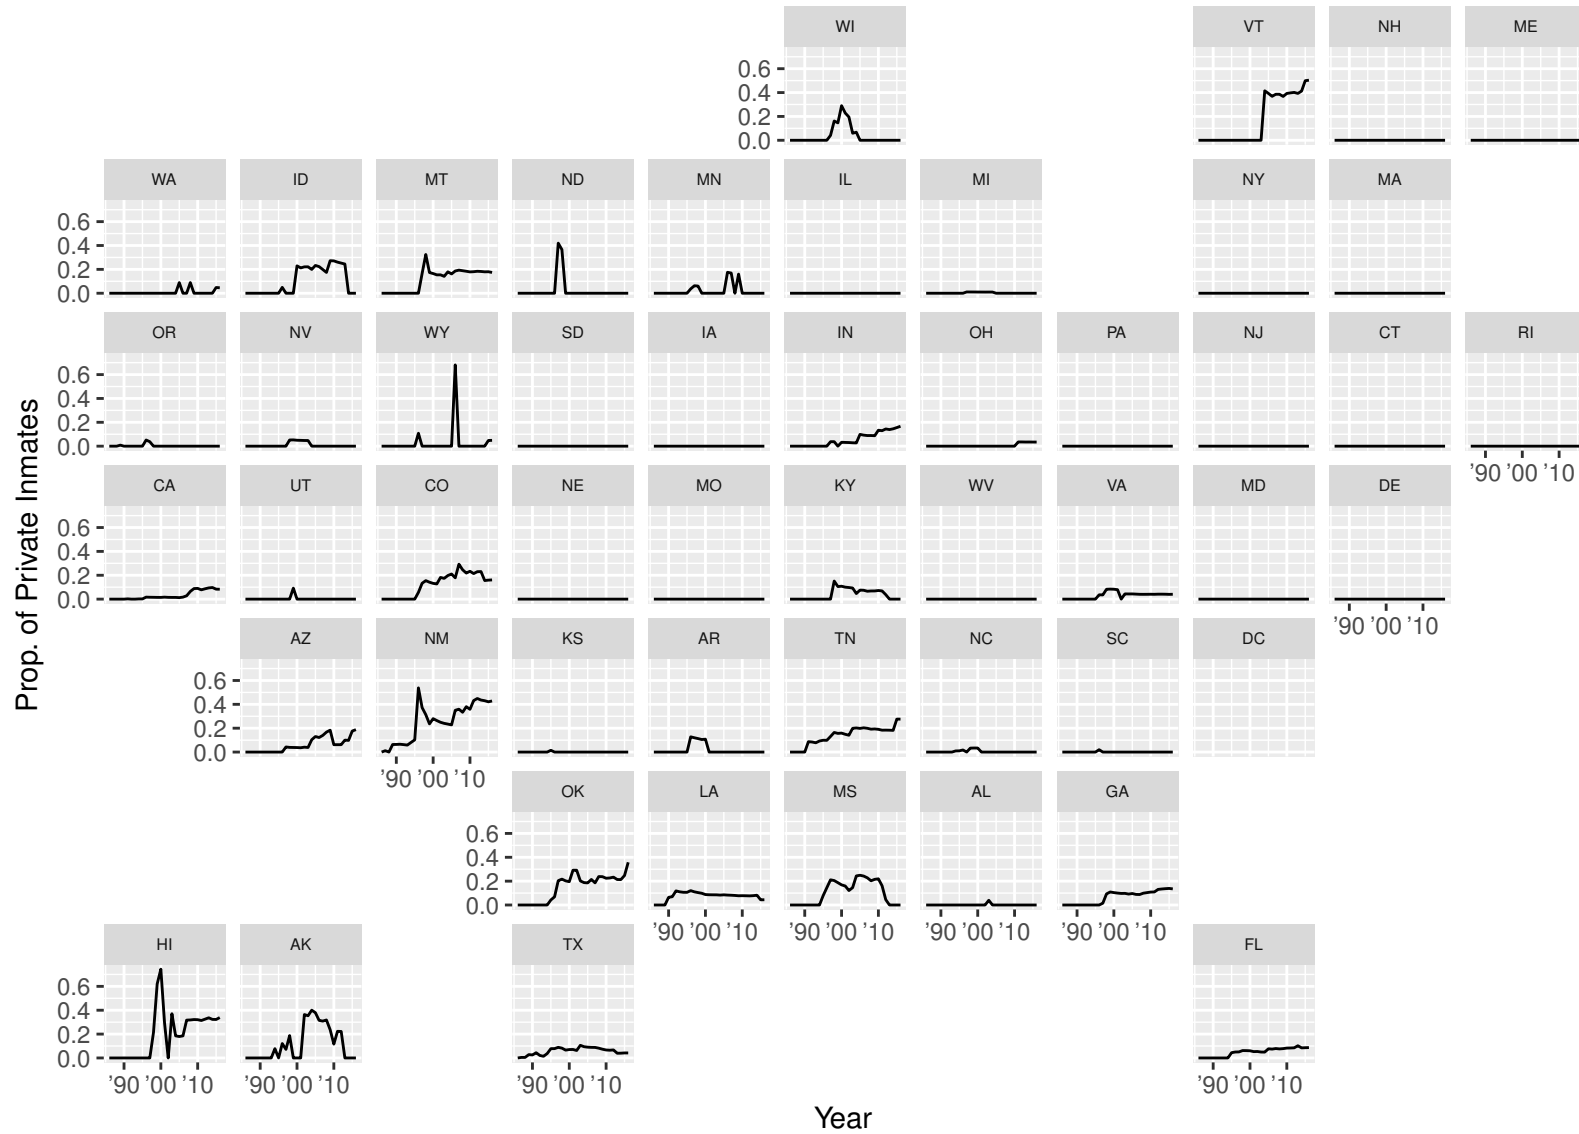 WI VT NH ME
0.6
0.4
0.2
0.0
WA ID MT ND MN IL MI NY MA
0.6
0.4
0.2
0.0
OR NV WY SD IA IN OH PA NJ CT RI
0.6
0.4
0.2
0.0
'90 '00 '10
CA UT CO NE MO KY WV VA MD DE
0.6
0.4
0.2
0.0
'90 '00 '10
AZ NM KS AR TN NC SC DC
0.6
0.4
0.2
0.0
'90 '00 '10
OK LA MS AL GA
0.6
0.4
0.2
0.0
'90 '00 '10 '90 '00 '10 '90 '00 '10 '90 '00 '10
HI AK TX FL
0.6
0.4
0.2
0.0
'90 '00 '10 '90 '00 '10 '90 '00 '10 '90 '00 '10
Prop. of Private Inmates
Year